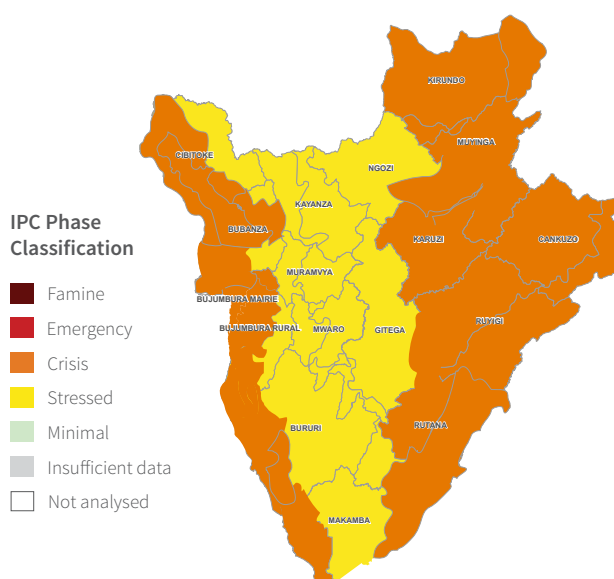 KIRUNDO
MUYINGA
NGOZI
CIBITOKE
KAYANZA
BUBANZA
KARUZI
CANKUZO
MURAMVYA
BUJUMBURA MAIRIE
BUJUMBURA RURAL
MWARO
GITEGA
RUYIGI
BURURI
RUTANA
MAKAMBA
IPC Phase
Classification
Famine
Emergency
Crisis
Stressed
Minimal
Insufficient data
Not analysed